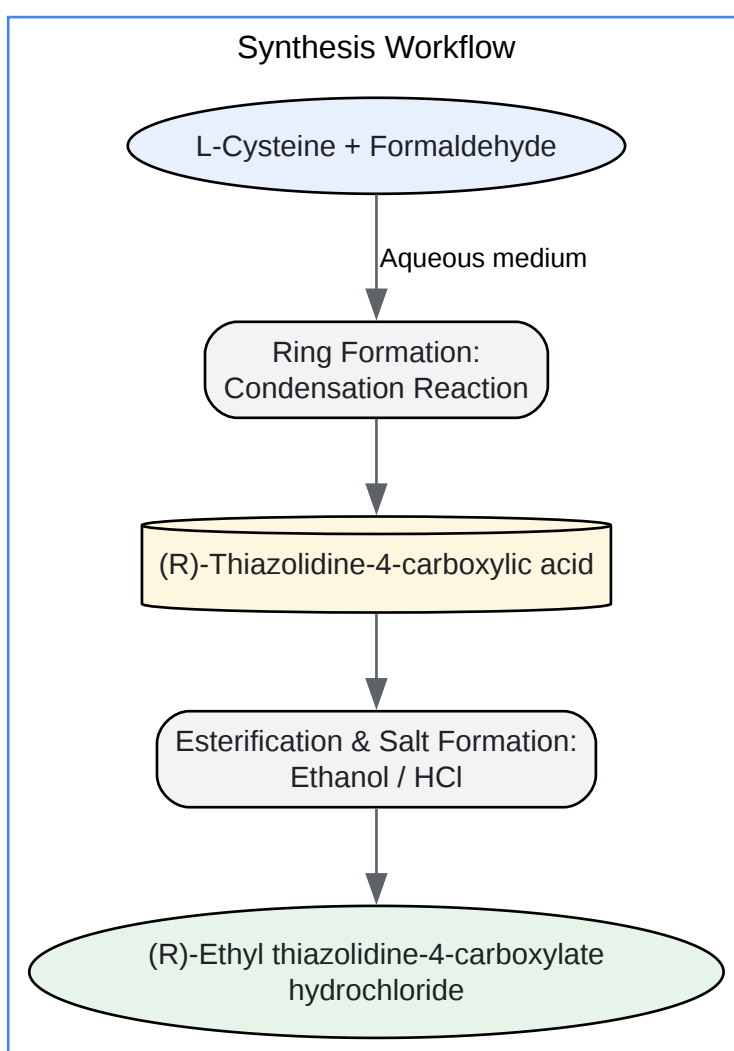 Synthesis Workflow
L-Cysteine + Formaldehyde
Aqueous medium
Ring Formation:
Condensation Reaction
(R)-Thiazolidine-4-carboxylic acid
Esterification & Salt Formation:
Ethanol / HCl
(R)-Ethyl thiazolidine-4-carboxylate
hydrochloride